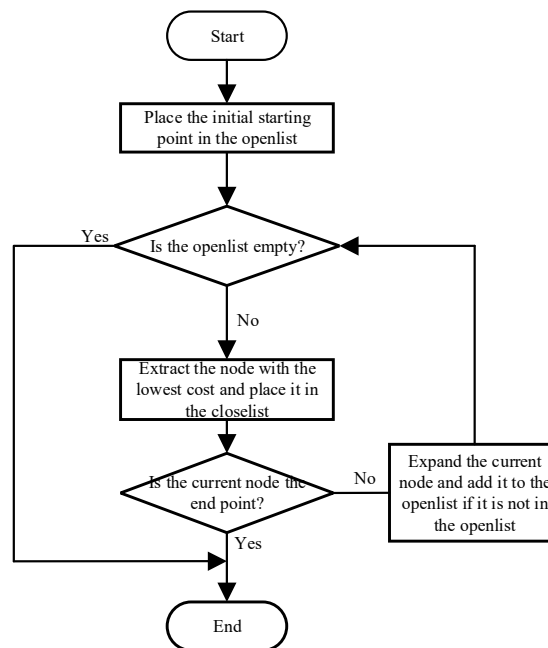 Start
Place the initial starting
point in the openlist
Yes
Is the openlist empty?
No
Extract the node with the
lowest cost and place it in
the closelist
Is the current node the
end point?
No
Expand the current
node and add it to the
openlist if it is not in
the openlist
Yes
End